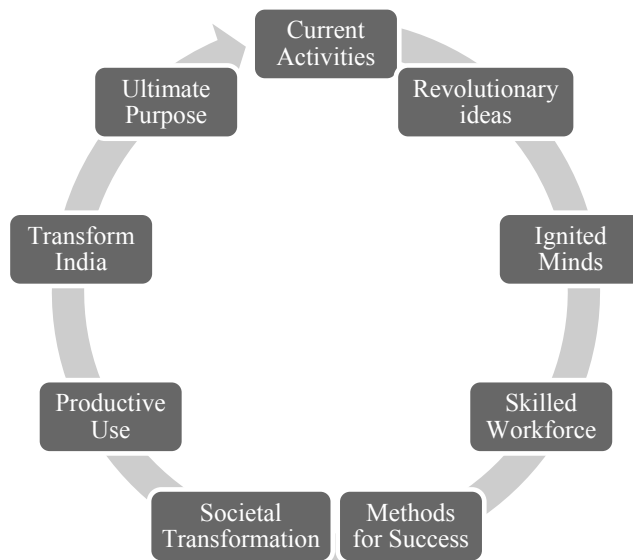 Current
Activities
Revolutionary
ideas
Ignited
Minds
Skilled
Workforce
Methods
for Success
Societal
Transformation
Productive
Use
Transform
India
Ultimate
Purpose